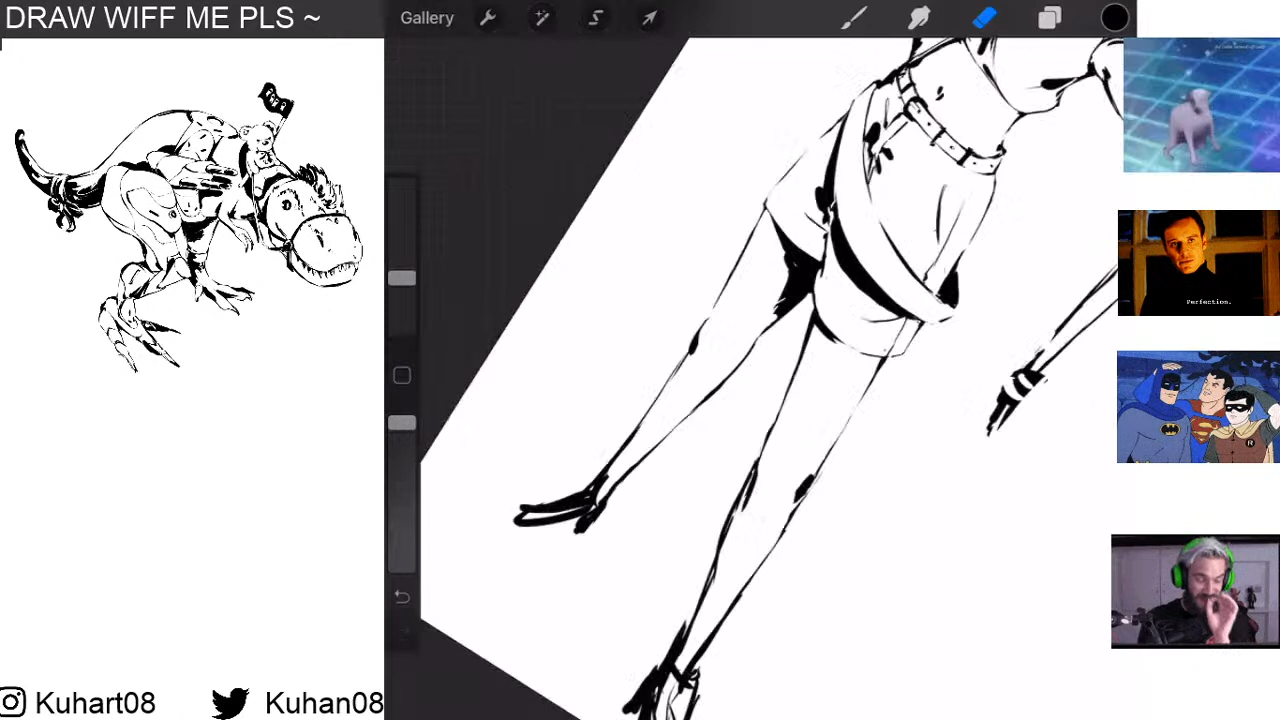 DRAW WIFF ME PLS ~
Gallery
Perfection.
Kuhart08
Kuhan08